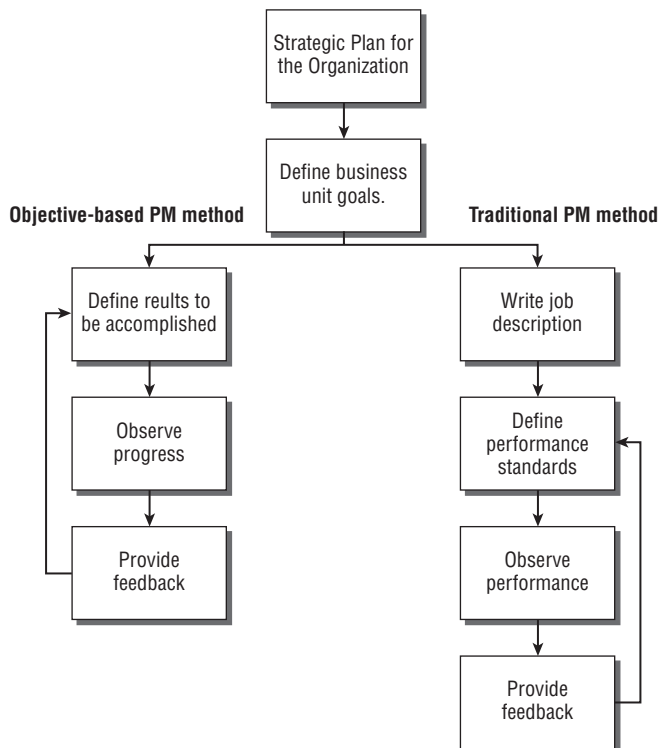 Strategic Plan for
the Organization
Define business
unit goals.
Objective-based PM method
Traditional PM method
Define reults to
be accomplished
Write job
description
Observe
progress
Define
performance
standards
Provide
feedback
Observe
performance
Provide
feedback